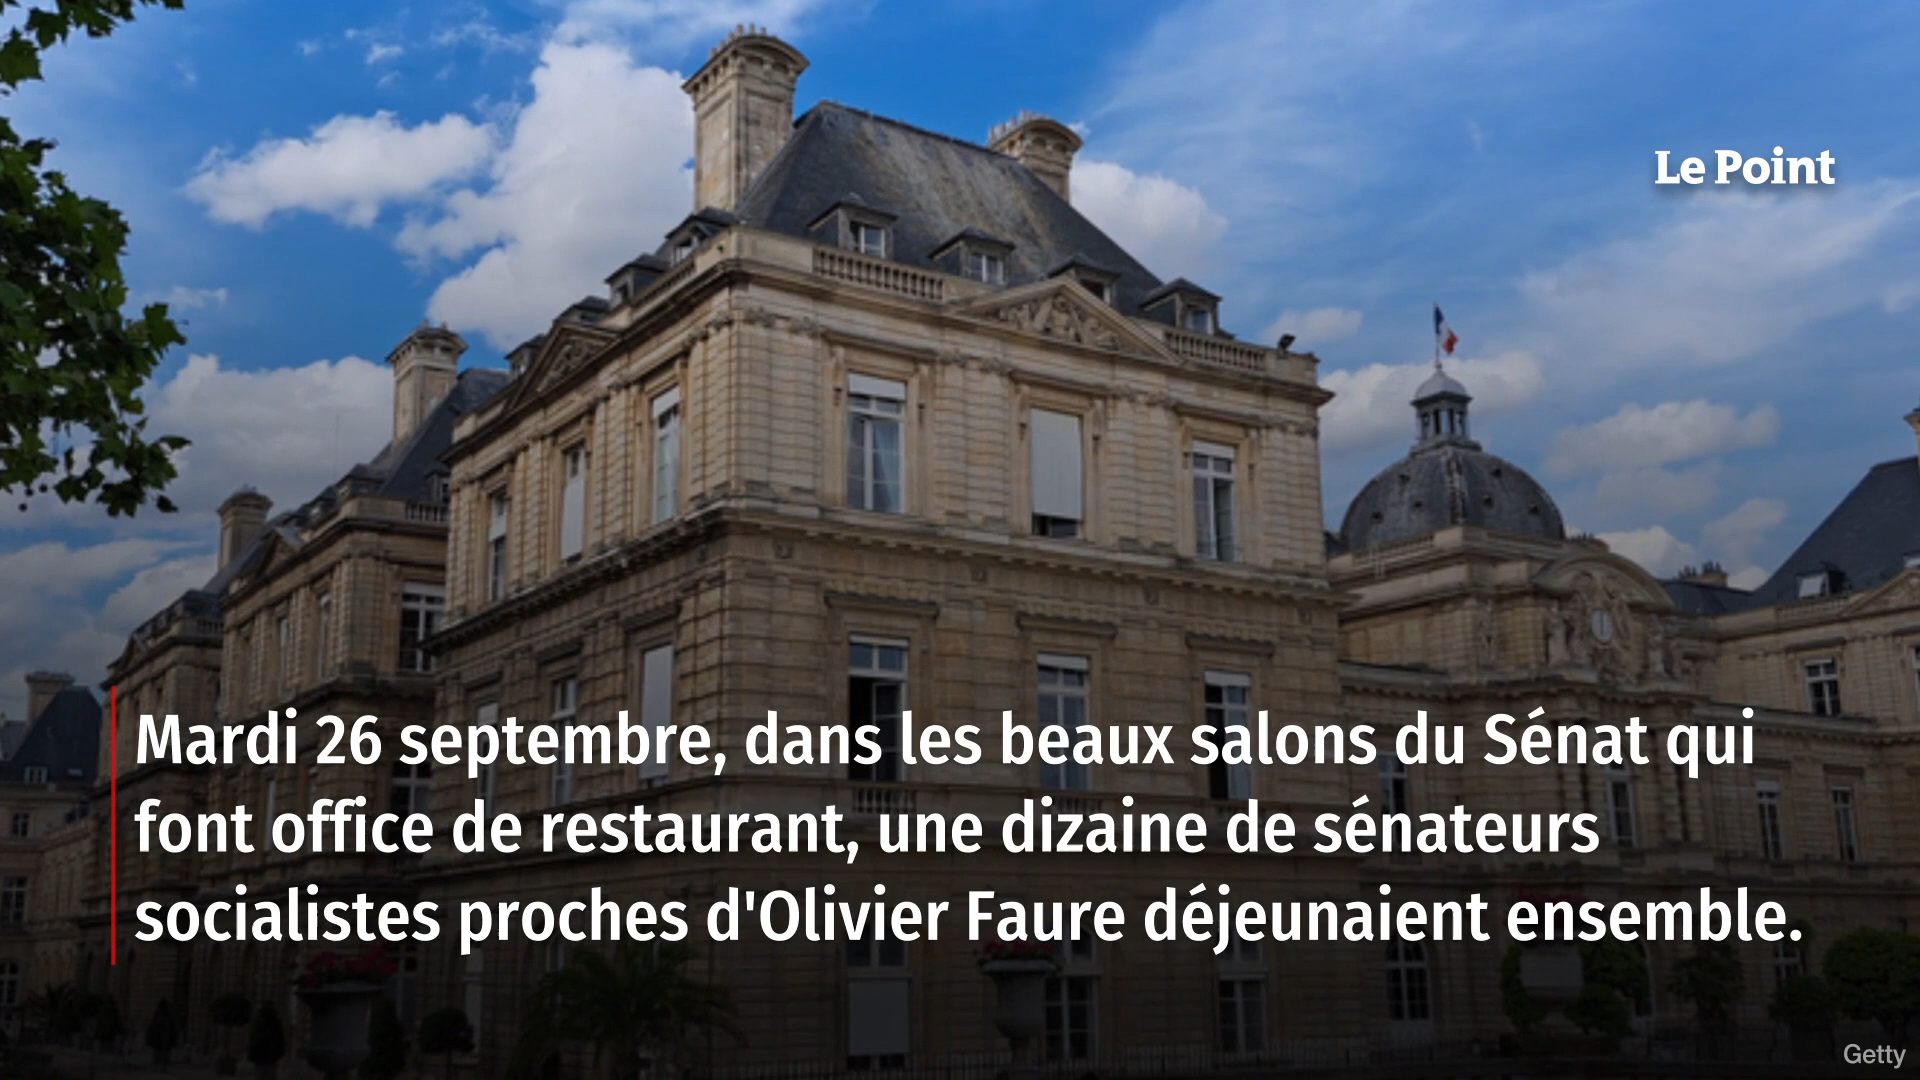 Le Point
Mardi 26 septembre, dans les beaux salons du Sénat qui
font office de restaurant, une dizaine de sénateurs
socialistes proches d'Olivier Faure déjeunaient ensemble.
Getty